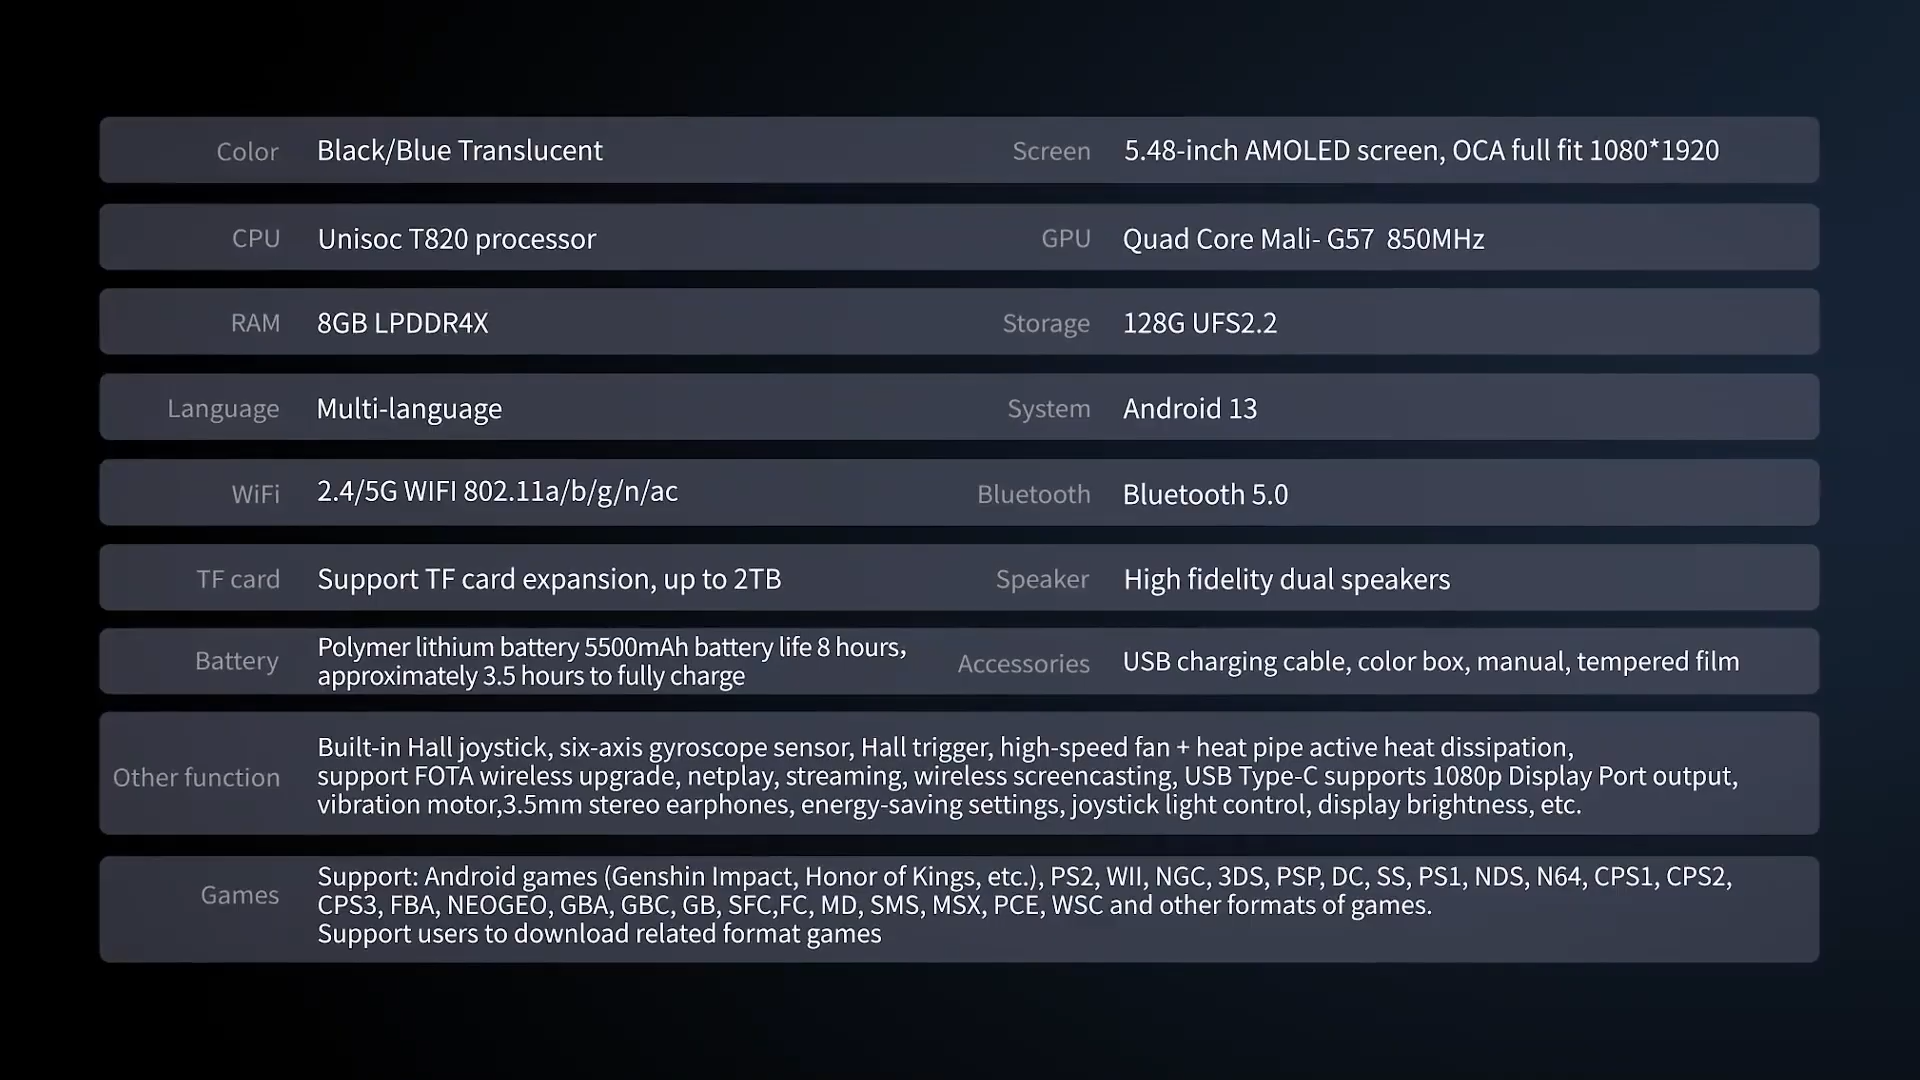 Color Black/Blue Translucent Screen 5.48-inch AMOLED screen, OCA full fit 1080*1920
CPU Unisoc T820 processor GPU Quad Core Mali- G57 850MHz
RAM 8GB LPDDR4X Storage 128G UFS2.2
Language Multi-language System Android 13
WiFi 2.4/5G WIFI 802.11a/b/g/n/ac Bluetooth Bluetooth 5.0
TF card Support TF card expansion, up to 2TB Speaker High fidelity dual speakers
Battery Polymer lithium battery 5500mAh battery life 8 hours,
approximately 3.5 hours to fully charge
Accessories USB charging cable, color box, manual, tempered film
Other function Built-in Hall joystick, six-axis gyroscope sensor, Hall trigger, high-speed fan + heat pipe active heat dissipation,
support FOTA wireless upgrade, netplay, streaming, wireless screencasting, USB Type-C supports 1080p Display Port output,
vibration motor,3.5mm stereo earphones, energy-saving settings, joystick light control, display brightness, etc.
Games Support: Android games (Genshin Impact, Honor of Kings, etc.), PS2, WII, NGC, 3DS, PSP, DC, SS, PS1, NDS, N64, CPS1, CPS2,
CPS3, FBA, NEOGEO, GBA, GBC, GB, SFC,FC, MD, SMS, MSX, PCE, WSC and other formats of games.
Support users to download related format games